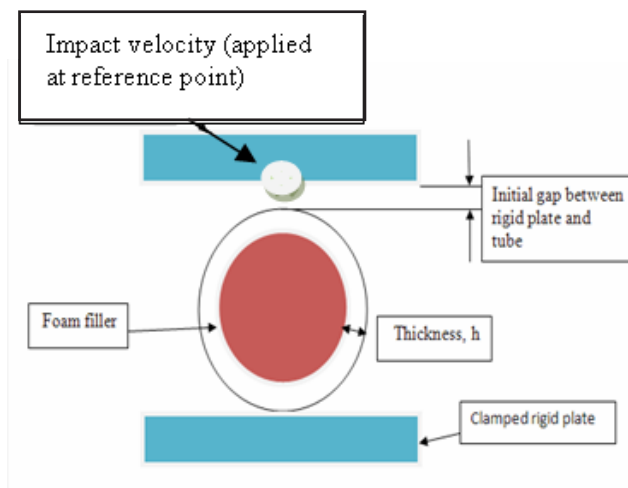 Impact velocity (applied
at reference point)
Initial gap between
rigid plate and
tube
Foam filler
Thickness, h
Clamped rigid plate